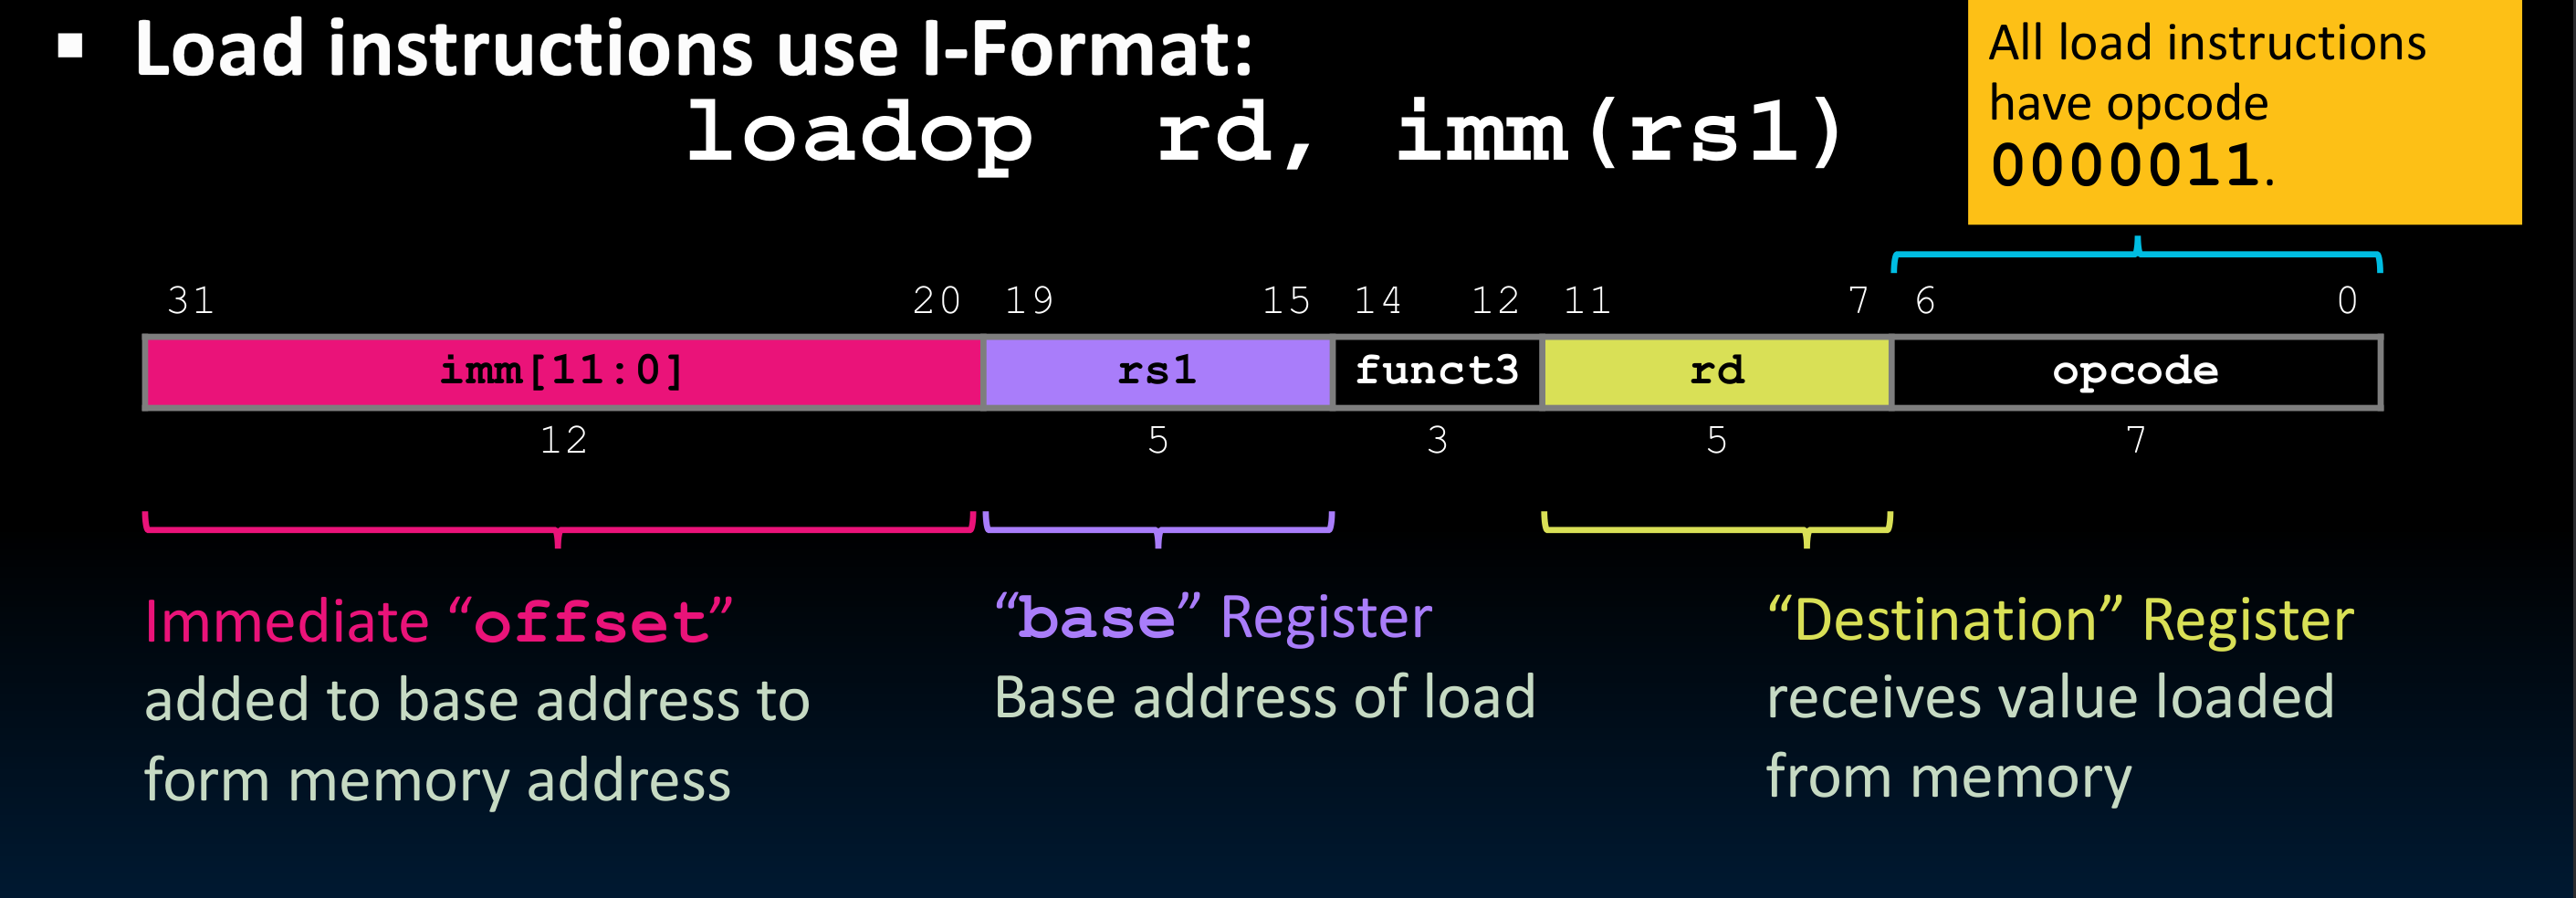 ▪ Load instructions use I-Format:
loadop rd, imm(rs1)
All load instructions
have opcode
0000011.
31 20 19 15 14 12 11 7 6 0
imm[11:0] rs1 funct3 rd opcode
12 5 3 5 7
Immediate “offset”
added to base address to
form memory address
“base” Register
Base address of load
“Destination” Register
receives value loaded
from memory